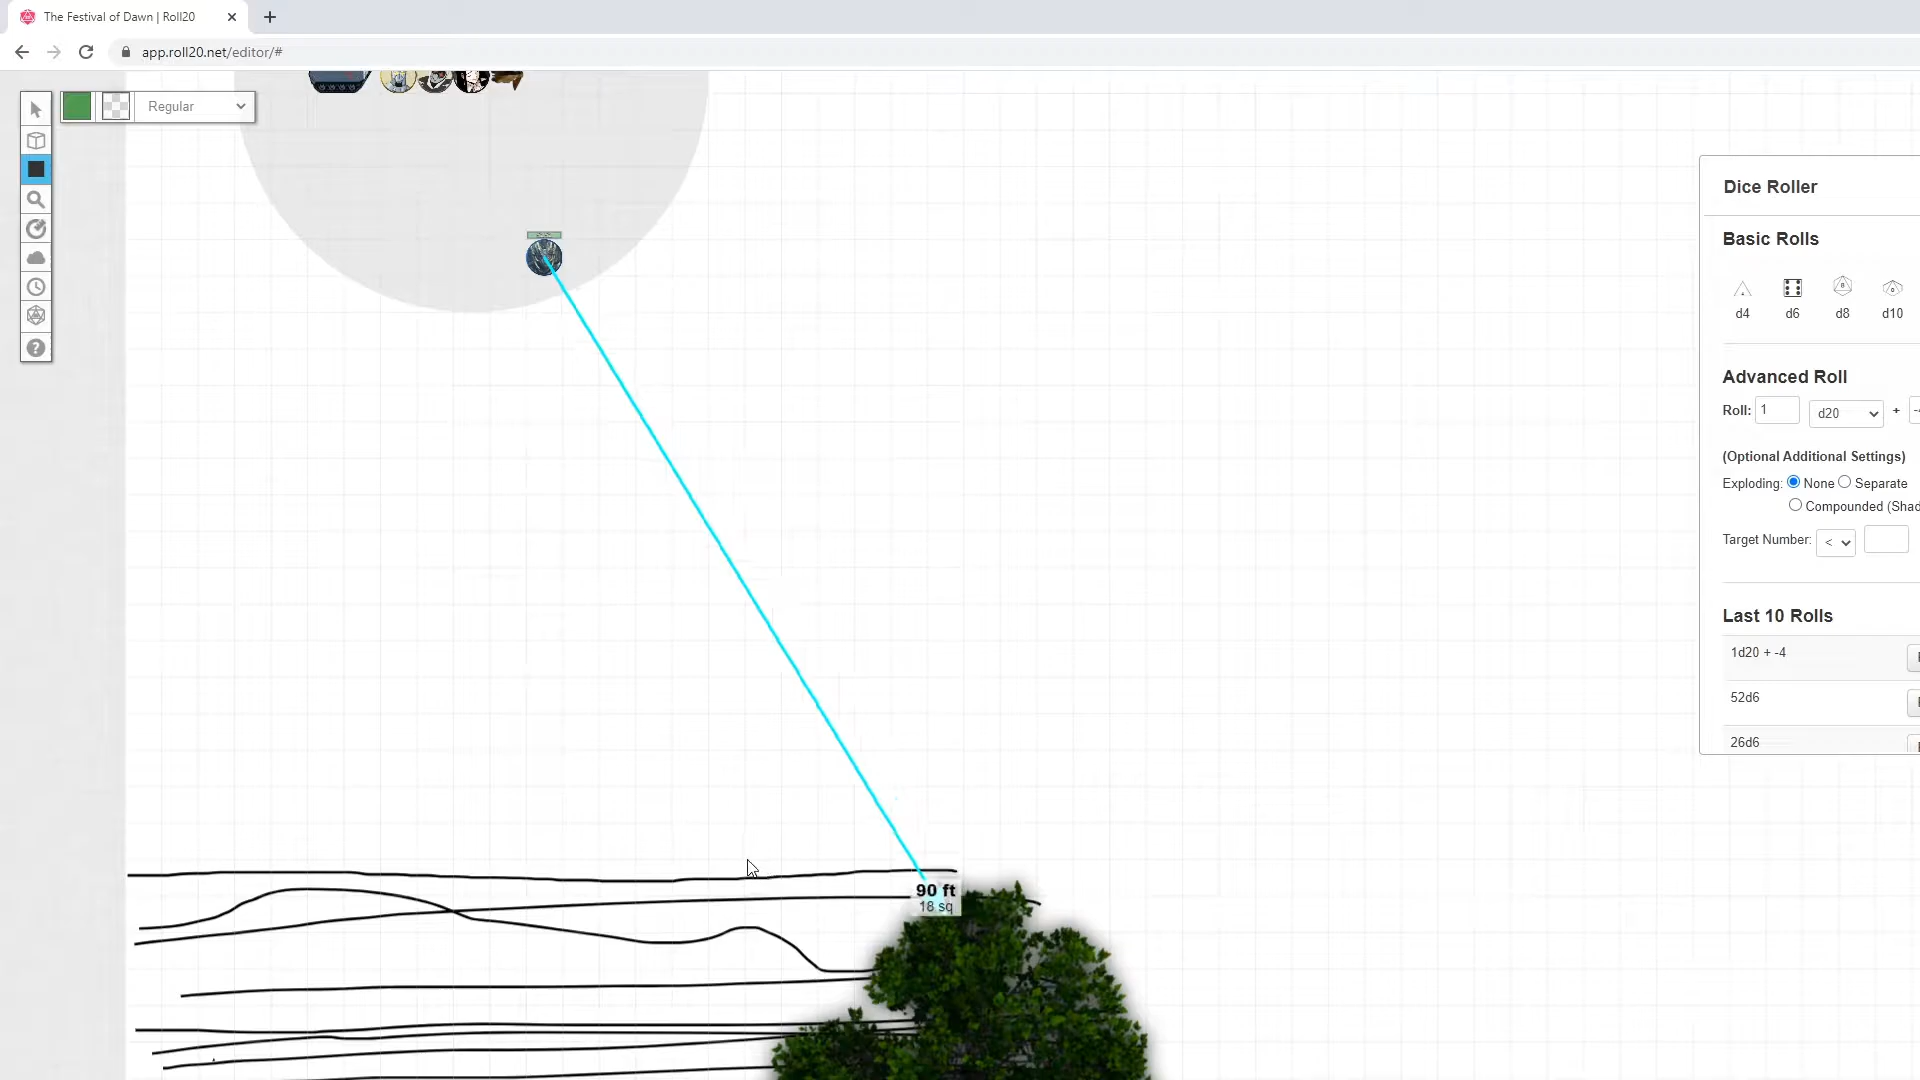 The Festival of Dawn | Roll20
app.roll20.net/editor/#
Regular
Dice Roller
Basic Rolls
d4 d6 d8 d10
Advanced Roll
Roll: 1 d20 +
(Optional Additional Settings)
Exploding: None Separate
Compounded (Shad
Target Number: <
Last 10 Rolls
1d20 + -4
52d6
26d6
90 ft
18 sq